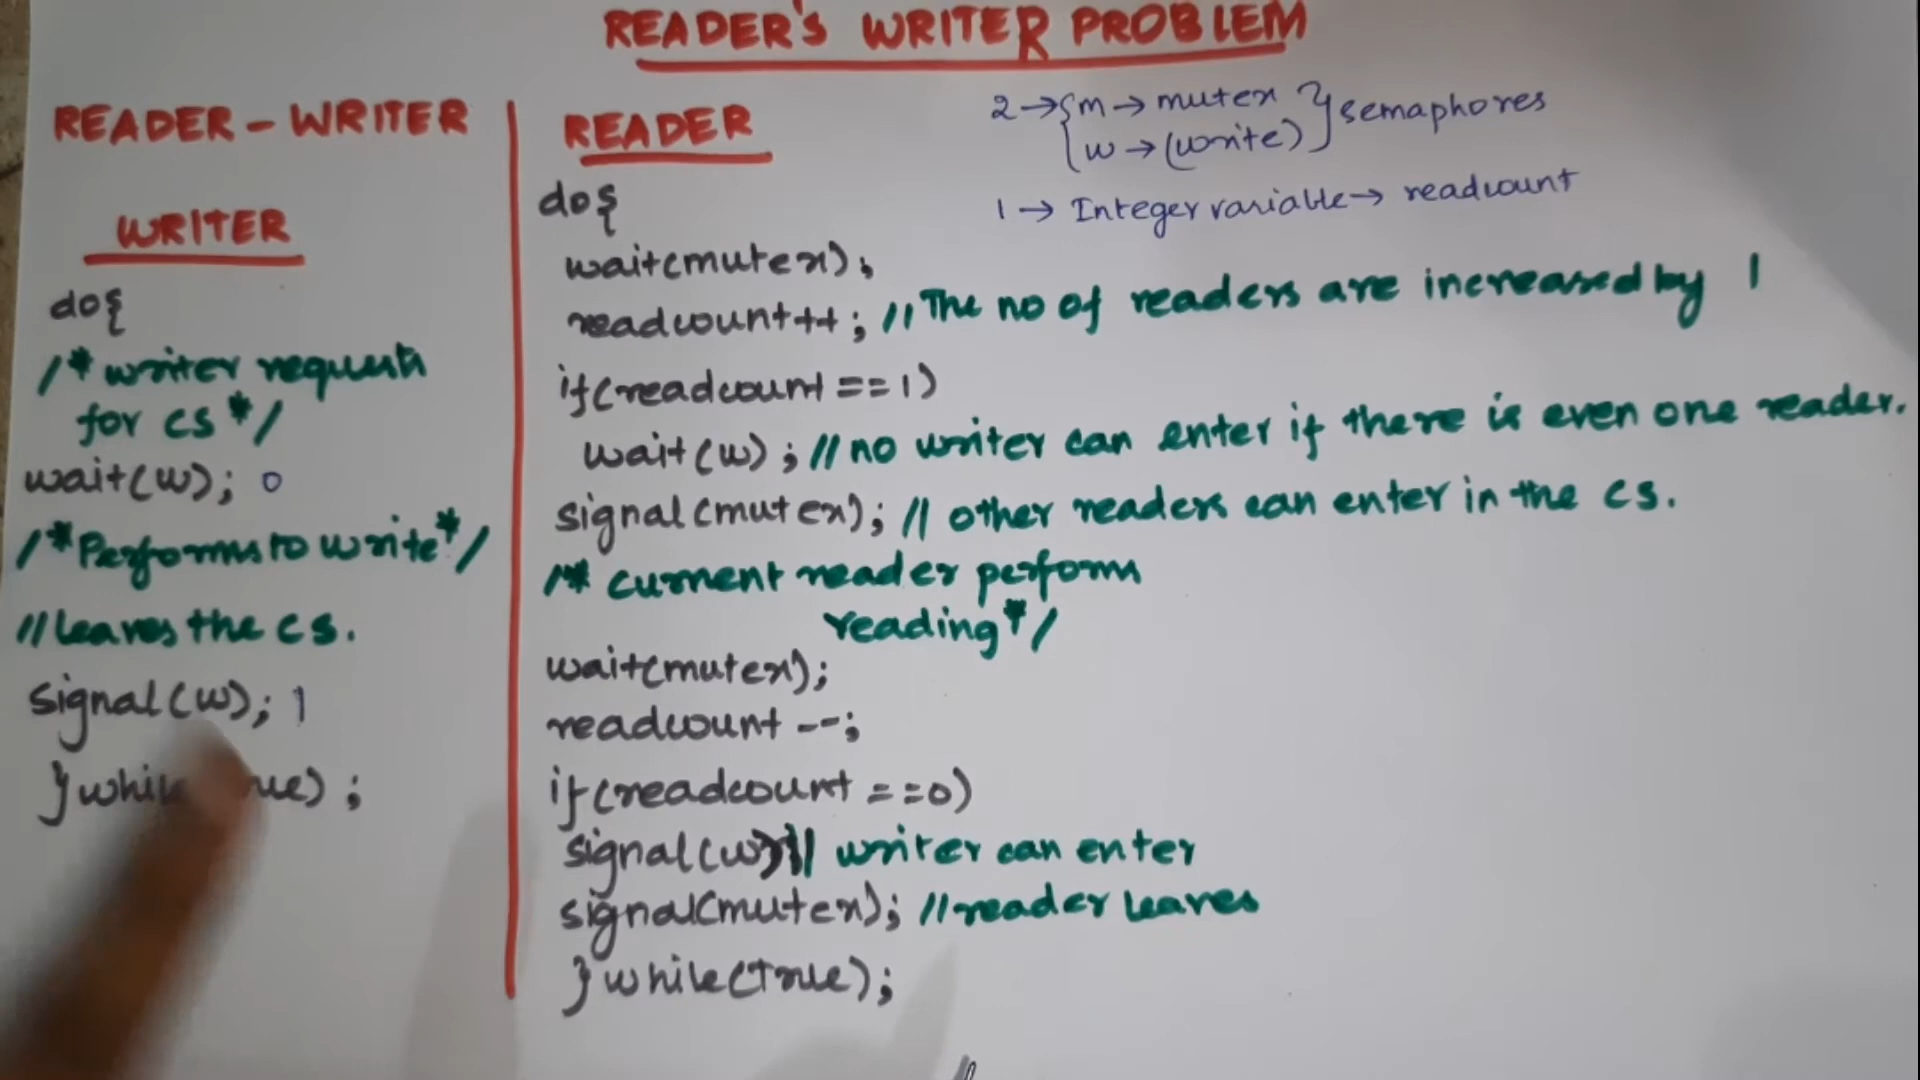 READER'S WRITER PROBLEM
READER - WRITER
WRITER
do{
/* writer requests
for cs */
wait(w); 0
/* Performs to write */
// leaves the cs.
signal(w); 1
} while
READER
2 → { m → mutex
w → (write) } semaphores
1 → Integer variable → readcount
do{
wait(mutex);
readcount++; // The no of readers are increased by 1
if(readcount == 1)
wait(w); // no writer can enter if there is even one reader.
signal(mutex); // other readers can enter in the cs.
/* current reader performs
reading */
wait(mutex);
readcount --;
if(readcount == 0)
signal(w) // writer can enter
signal(mutex); // reader leaves
} while(true);